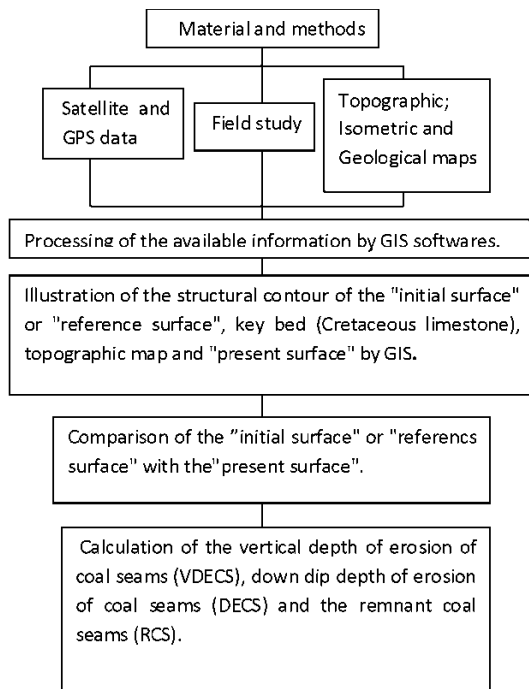 Material and methods
Satellite and
GPS data
Field study
Topographic;
Isometric and
Geological maps
Processing of the available information by GIS softwares.
Illustration of the structural contour of the "initial surface"
or "reference surface", key bed (Cretaceous limestone),
topographic map and "present surface" by GIS.
Comparison of the "initial surface" or "referencs
surface" with the"present surface".
Calculation of the vertical depth of erosion of
coal seams (VDECS), down dip depth of erosion
of coal seams (DECS) and the remnant coal
seams (RCS).